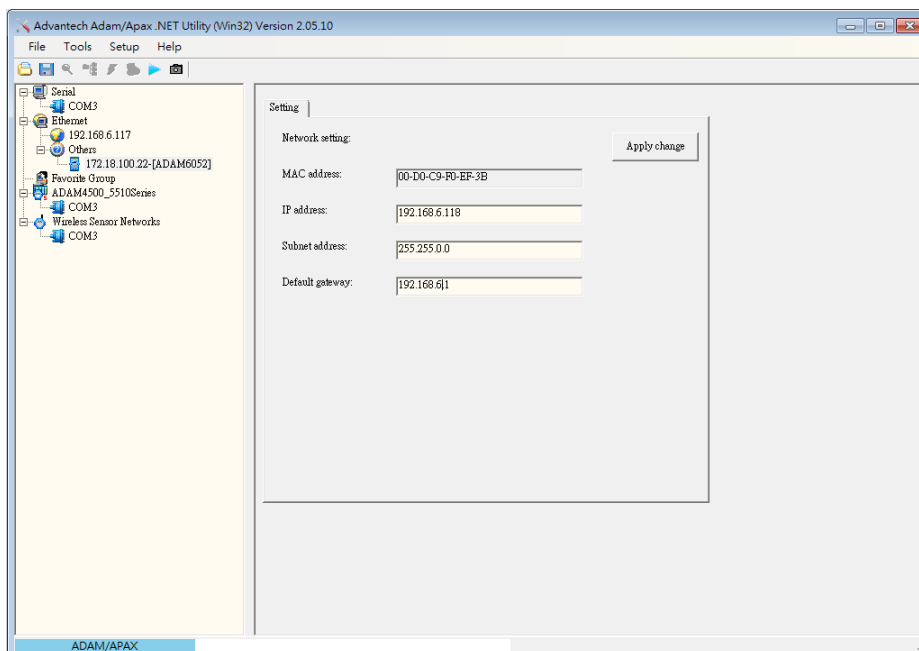 Advantech Adam/Apax .NET Utility (Win32) Version 2.05.10
File Tools Setup Help
Serial
COM3
Ethernet
192.168.6.117
Others
172.18.100.22-[ADAM6052]
Favorite Group
ADAM4500_5510Series
COM3
Wireless Sensor Networks
COM3
Setting
Network setting:
Apply change
MAC address:
00-D0-C9-F0-EF-3B
IP address:
192.168.6.118
Subnet address:
255.255.0.0
Default gateway:
192.168.6.1
ADAM/APAX